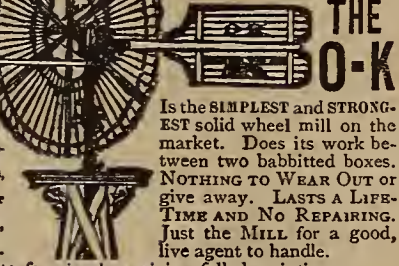 THE
O-K
Is the SIMPLEST and STRONG-
EST solid wheel mill on the
market. Does its work be-
tween two babbitted boxes.
NOTHING TO WEAR OUT or
give away. LASTS A LIFE-
TIME AND NO REPAIRING.
Just the MILL for a good,
live agent to handle.